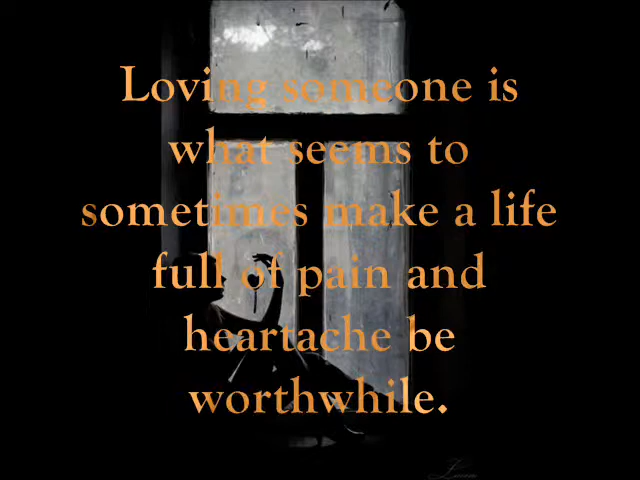 Loving someone is
what seems to
sometimes make a life
full of pain and
heartache be
worthwhile.